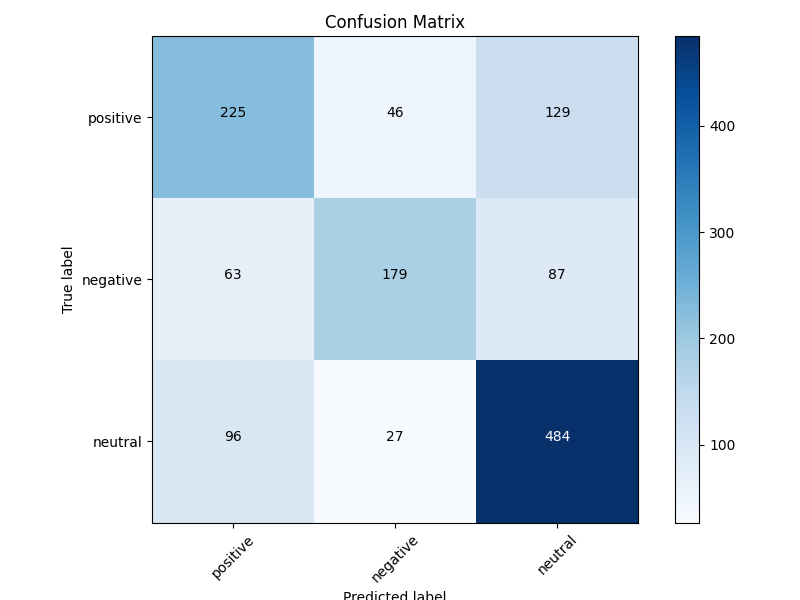 Confusion Matrix
positive 225 46 129
negative 63 179 87
neutral 96 27 484
True label
positive negative neutral
Predicted label
400
300
200
100